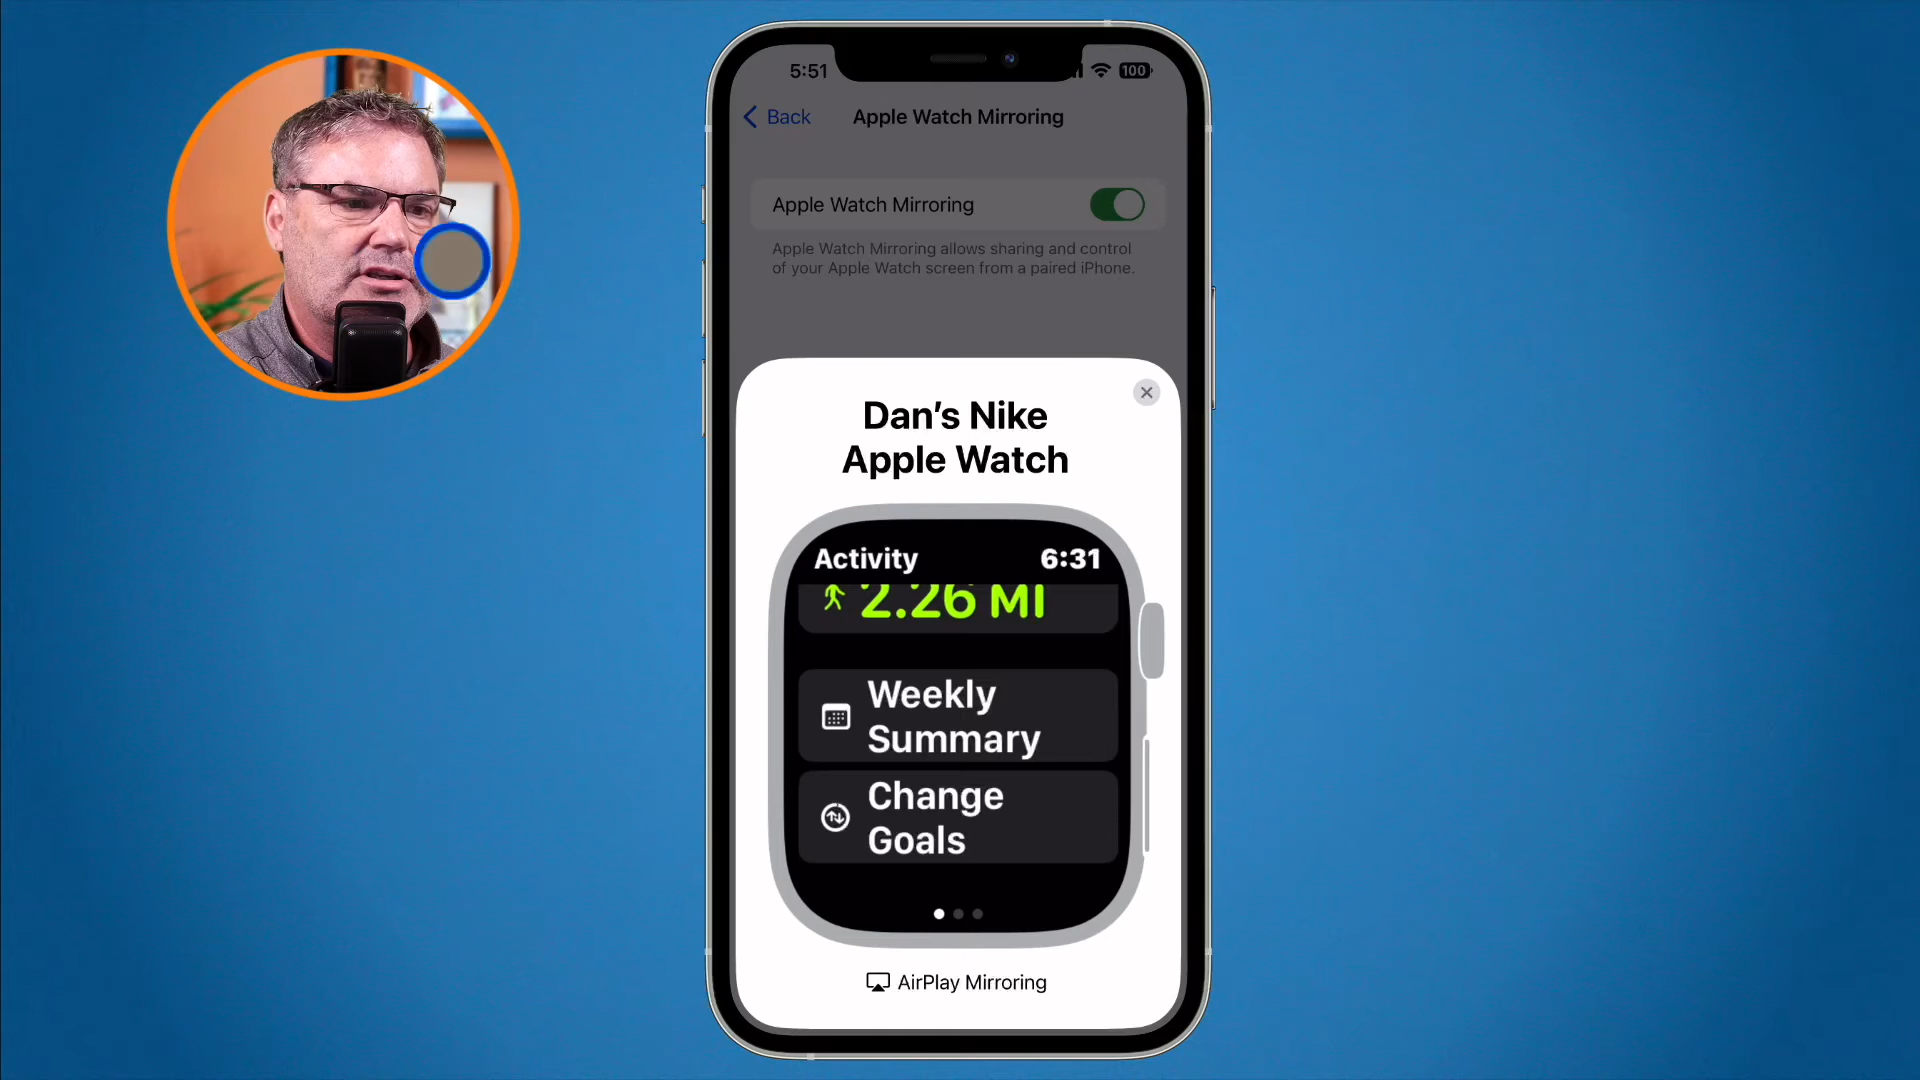 5:51
100
Back
Apple Watch Mirroring
Apple Watch Mirroring
Apple Watch Mirroring allows sharing and control
of your Apple Watch screen from a paired iPhone.
Dan's Nike
Apple Watch
Activity
6:31
2.26 MI
Weekly
Summary
Change
Goals
AirPlay Mirroring